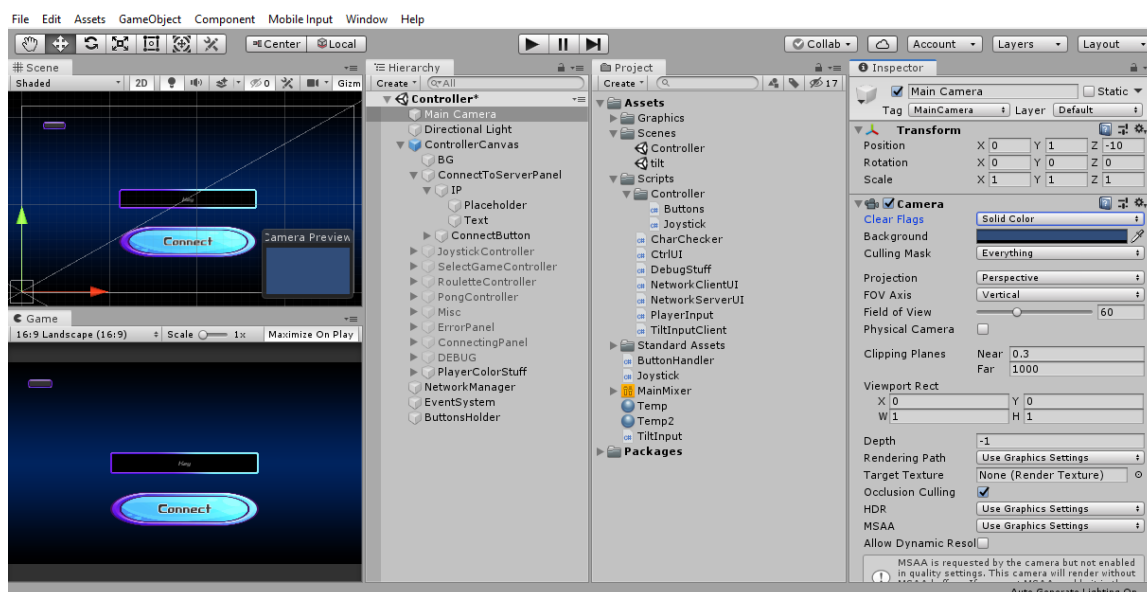 File Edit Assets GameObject Component Mobile Input Window Help
Center Local Collab Account Layers Layout
Scene
Shaded 2D 0 Gizm
Connect
Camera Preview
Game
16:9 Landscape (16:9) Scale 1x Maximize On Play
Connect
Hierarchy
Create All
Controller*
Main Camera
Directional Light
ControllerCanvas
BG
ConnectToServerPanel
IP
Placeholder
Text
ConnectButton
JoystickController
SelectGameController
RouletteController
PongController
Misc
ErrorPanel
ConnectingPanel
DEBUG
PlayerColorStuff
NetworkManager
EventSystem
ButtonsHolder
Project
Create 17
Assets
Graphics
Scenes
Controller
tilt
Scripts
Controller
Buttons
Joystick
CharChecker
CtrlUI
DebugStuff
NetworkClientUI
NetworkServerUI
PlayerInput
TiltInputClient
Standard Assets
ButtonHandler
Joystick
MainMixer
Temp
Temp2
TiltInput
Packages
Inspector
Main Camera Static
Tag MainCamera Layer Default
Transform
Position X 0 Y 1 Z -10
Rotation X 0 Y 0 Z 0
Scale X 1 Y 1 Z 1
Camera
Clear Flags Solid Color
Background
Culling Mask Everything
Projection Perspective
FOV Axis Vertical
Field of View 60
Physical Camera
Clipping Planes Near 0.3
Far 1000
Viewport Rect
X 0 Y 0
W 1 H 1
Depth -1
Rendering Path Use Graphics Settings
Target Texture None (Render Texture)
Occlusion Culling
HDR Use Graphics Settings
MSAA Use Graphics Settings
Allow Dynamic Resol
MSAA is requested by the camera but not enabled
in quality settings. This camera will render without
Auto Generate Lighting On